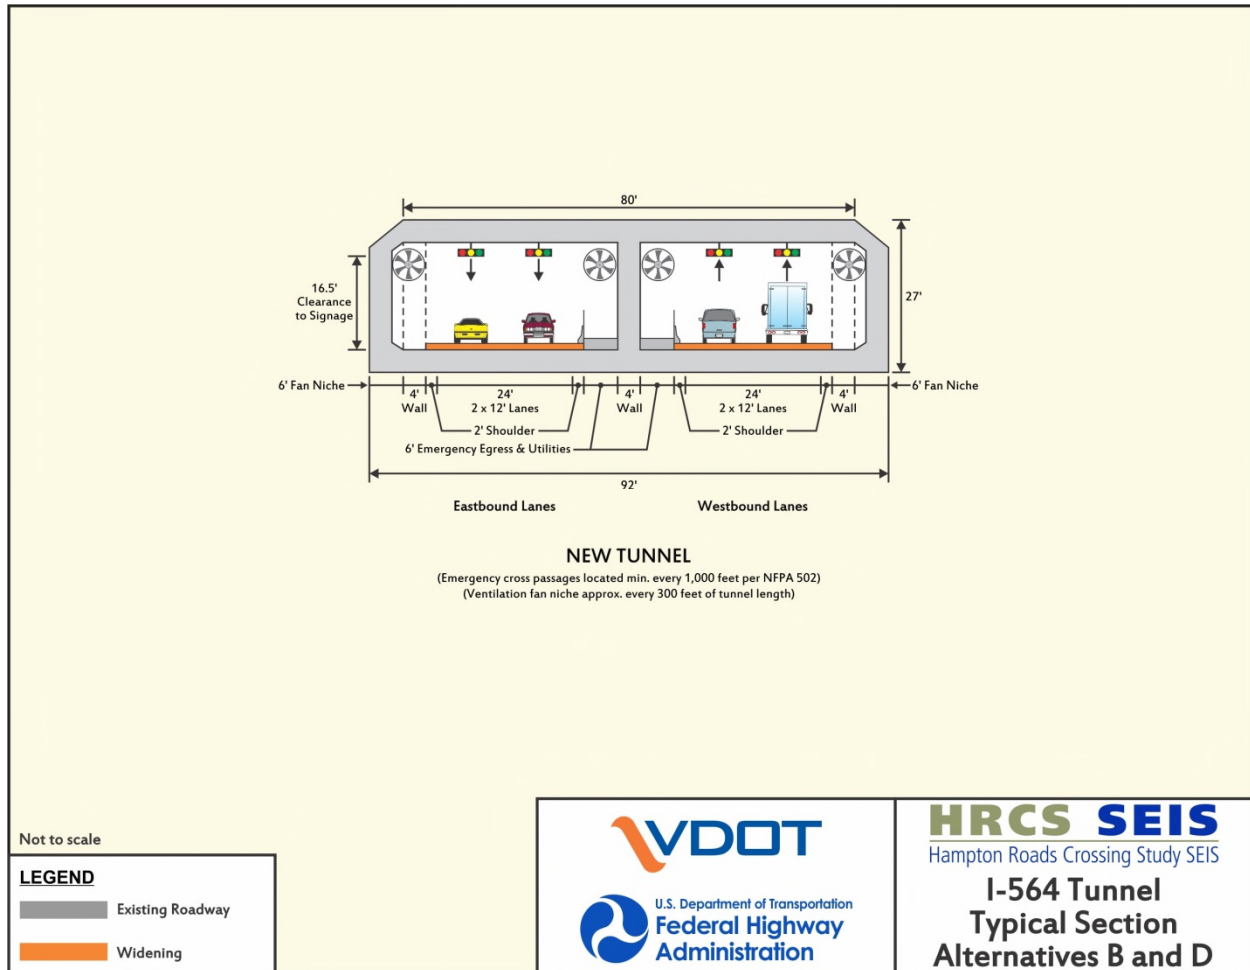 80'
16.5'
Clearance
to Signage
27'
6' Fan Niche
6' Fan Niche
4'
Wall
24'
2 x 12' Lanes
4'
Wall
24'
2 x 12' Lanes
4'
Wall
2' Shoulder
2' Shoulder
6' Emergency Egress & Utilities
92'
Eastbound Lanes
Westbound Lanes
NEW TUNNEL
(Emergency cross passages located min. every 1,000 feet per NFPA 502)
(Ventilation fan niche approx. every 300 feet of tunnel length)
Not to scale
LEGEND
Existing Roadway
Widening
VDOT
U.S. Department of Transportation
Federal Highway
Administration
HRCS SEIS
Hampton Roads Crossing Study SEIS
I-564 Tunnel
Typical Section
Alternatives B and D